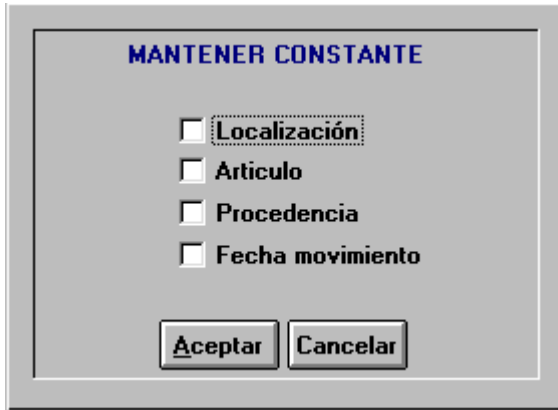 MANTENER CONSTANTE
Localización
Articulo
Procedencia
Fecha movimiento
Aceptar Cancelar